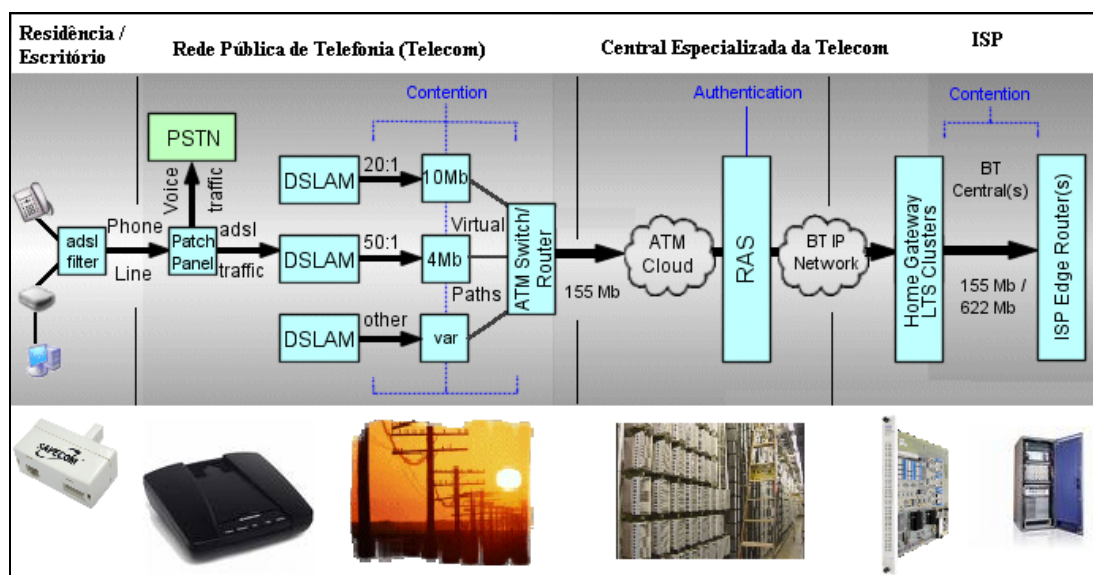 Residência /
Escritório
Rede Pública de Telefonia (Telecom)
Central Especializada da Telecom
ISP
Contention
Authentication
Contention
PSTN
Voice
traffic
DSLAM
20:1
10Mb
BT
Central(s)
Phone
Line
adsl
filter
Patch
Panel
adsl
traffic
DSLAM
50:1
4Mb
Virtual
Paths
ATM Switch/
Router
155 Mb
ATM
Cloud
RAS
BT IP
Network
Home Gateway
LTS Clusters
155 Mb /
622 Mb
ISP Edge Router(s)
DSLAM
other
var
SAFECOM